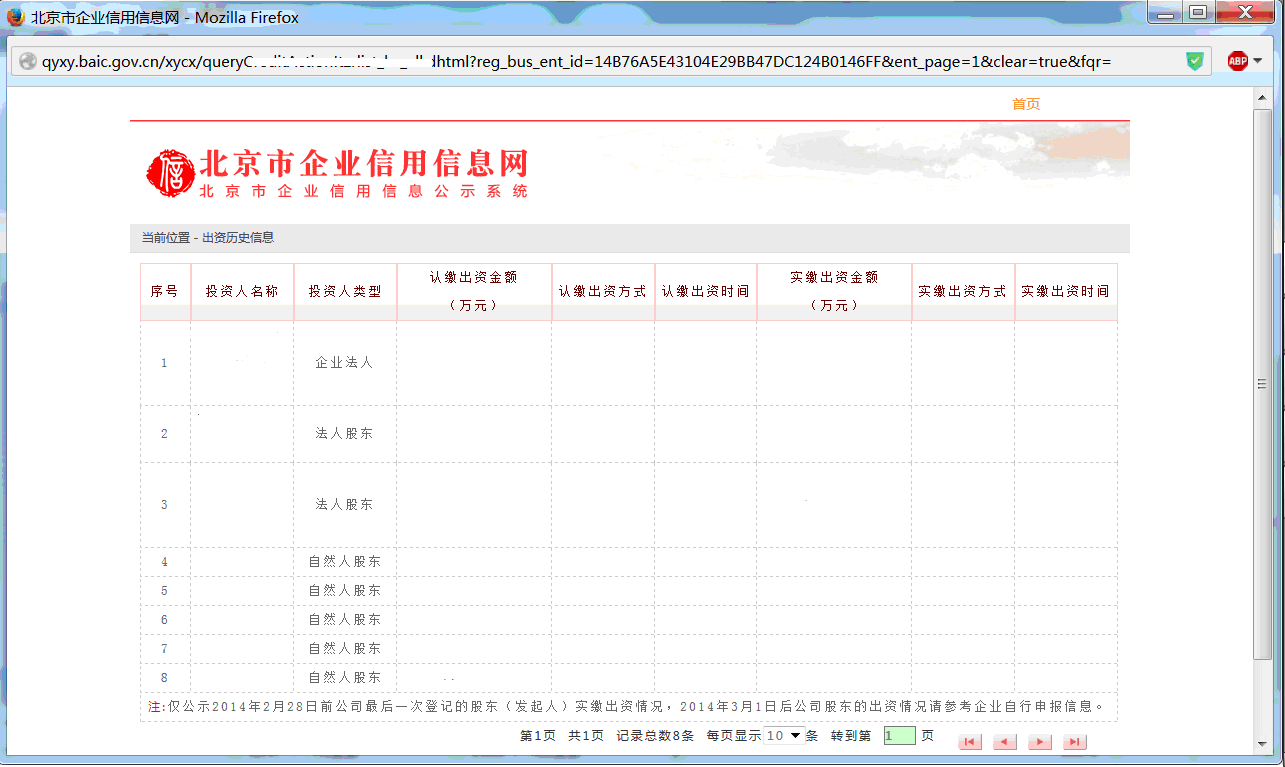 北京市企业信用信息网 - Mozilla Firefox
qyxy.baic.gov.cn/xycx/queryC html?reg_bus_ent_id=14B76A5E43104E29BB47DC124B0146FF&ent_page=1&clear=true&fqr=
ABP
首页
信 北京市企业信用信息网
北京市企业信用信息公示系统
当前位置 - 出资历史信息
序号 投资人名称 投资人类型 认缴出资金额（万元） 认缴出资方式 认缴出资时间 实缴出资金额（万元） 实缴出资方式 实缴出资时间
1 企业法人
2 法人股东
3 法人股东
4 自然人股东
5 自然人股东
6 自然人股东
7 自然人股东
8 自然人股东
注:仅公示2014年2月28日前公司最后一次登记的股东（发起人）实缴出资情况，2014年3月1日后公司股东的出资情况请参考企业自行申报信息。
第1页 共1页 记录总数8条 每页显示 10 条 转到第 1 页